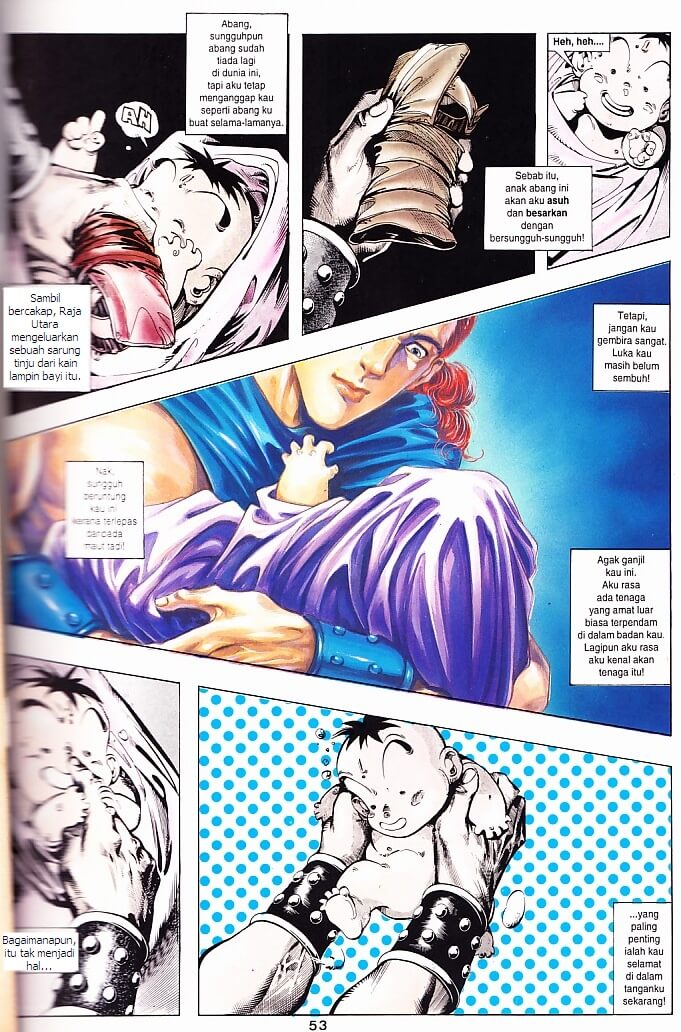 Abang,
sungguhpun
abang sudah
tiada lagi
di dunia ini,
tapi aku tetap
menganggap kau
seperti abang ku
buat selama-lamanya.
AH
Sambil
bercakap, Raja
Utara
mengeluarkan
sebuah sarung
tinju dari kain
lampin bayi itu.
Sebab itu,
anak abang ini
akan aku asuh
dan besarkan
dengan
bersungguh-sungguh!
Heh, heh....
Tetapi,
jangan kau
gembira sangat.
Luka kau
masih belum
sembuh!
Nak,
sungguh
beruntung
kau ini
kerana terlepas
daripada
maut tadi!
Agak ganjil
kau ini.
Aku rasa
ada tenaga
yang amat luar
biasa terpendam
di dalam badan kau.
Lagipun aku rasa
aku kenal akan
tenaga itu!
Bagaimanapun,
itu tak menjadi
hal...
...yang
paling
penting
ialah kau
selamat
di dalam
tanganku
sekarang!
53